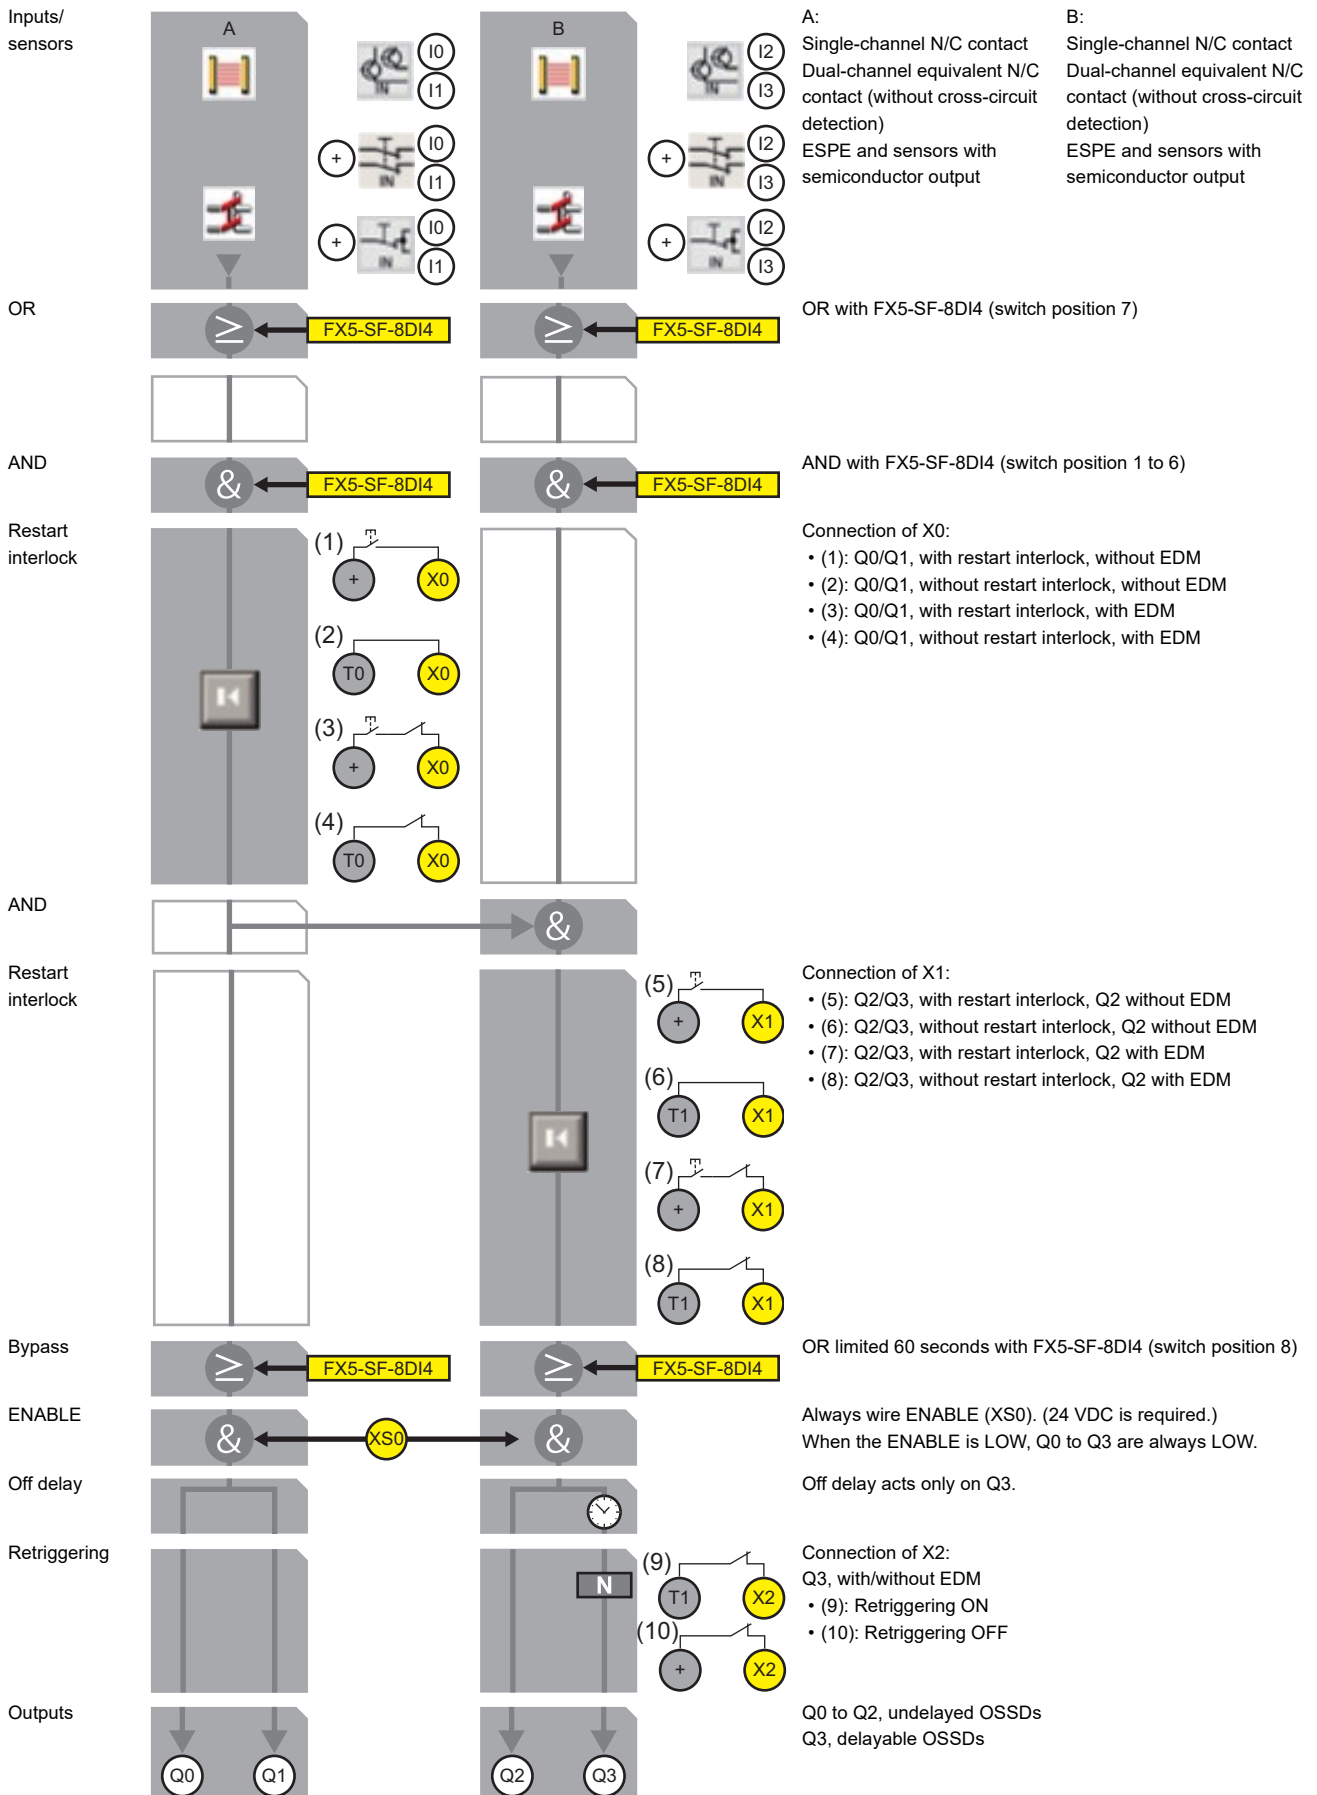 Inputs/
sensors
A
I0
I1
+
I0
I1
IN
+
I0
I1
IN
B
I2
I3
IN
+
I2
I3
IN
+
I2
I3
IN
A:
Single-channel N/C contact
Dual-channel equivalent N/C
contact (without cross-circuit
detection)
ESPE and sensors with
semiconductor output
B:
Single-channel N/C contact
Dual-channel equivalent N/C
contact (without cross-circuit
detection)
ESPE and sensors with
semiconductor output
OR
≥
FX5-SF-8DI4
≥
FX5-SF-8DI4
OR with FX5-SF-8DI4 (switch position 7)
AND
&
FX5-SF-8DI4
&
FX5-SF-8DI4
AND with FX5-SF-8DI4 (switch position 1 to 6)
Restart
interlock
(1)
+
X0
(2)
T0
X0
(3)
+
X0
(4)
T0
X0
Connection of X0:
• (1): Q0/Q1, with restart interlock, without EDM
• (2): Q0/Q1, without restart interlock, without EDM
• (3): Q0/Q1, with restart interlock, with EDM
• (4): Q0/Q1, without restart interlock, with EDM
AND
&
Restart
interlock
(5)
+
X1
(6)
T1
X1
(7)
+
X1
(8)
T1
X1
Connection of X1:
• (5): Q2/Q3, with restart interlock, Q2 without EDM
• (6): Q2/Q3, without restart interlock, Q2 without EDM
• (7): Q2/Q3, with restart interlock, Q2 with EDM
• (8): Q2/Q3, without restart interlock, Q2 with EDM
Bypass
≥
FX5-SF-8DI4
≥
FX5-SF-8DI4
OR limited 60 seconds with FX5-SF-8DI4 (switch position 8)
ENABLE
&
XS0
&
Always wire ENABLE (XS0). (24 VDC is required.)
When the ENABLE is LOW, Q0 to Q3 are always LOW.
Off delay
Off delay acts only on Q3.
Retriggering
N
(9)
T1
X2
(10)
+
X2
Connection of X2:
Q3, with/without EDM
• (9): Retriggering ON
• (10): Retriggering OFF
Outputs
Q0
Q1
Q2
Q3
Q0 to Q2, undelayed OSSDs
Q3, delayable OSSDs